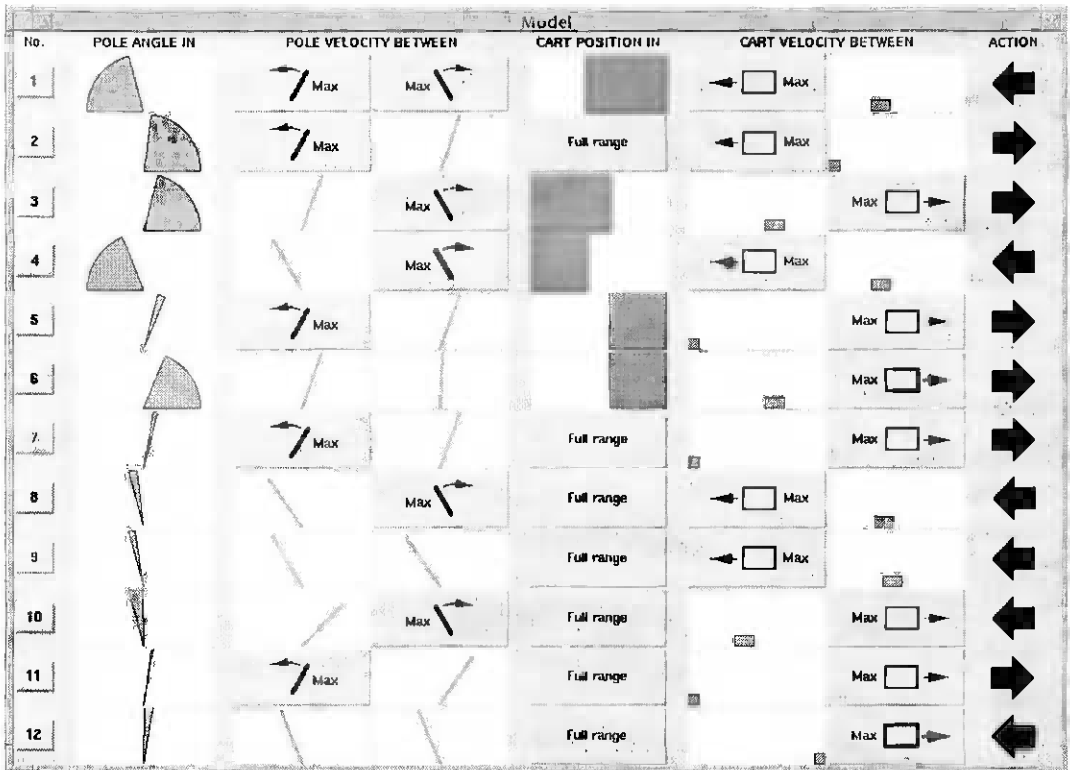 Model
No. POLE ANGLE IN POLE VELOCITY BETWEEN CART POSITION IN CART VELOCITY BETWEEN ACTION
1 Max Max Max
2 Max Full range Max
3 Max Max
4 Max Max
5 Max Max
6 Max
7 Max Full range Max
8 Max Full range Max
9 Full range Max
10 Max Full range Max
11 Max Full range Max
12 Full range Max